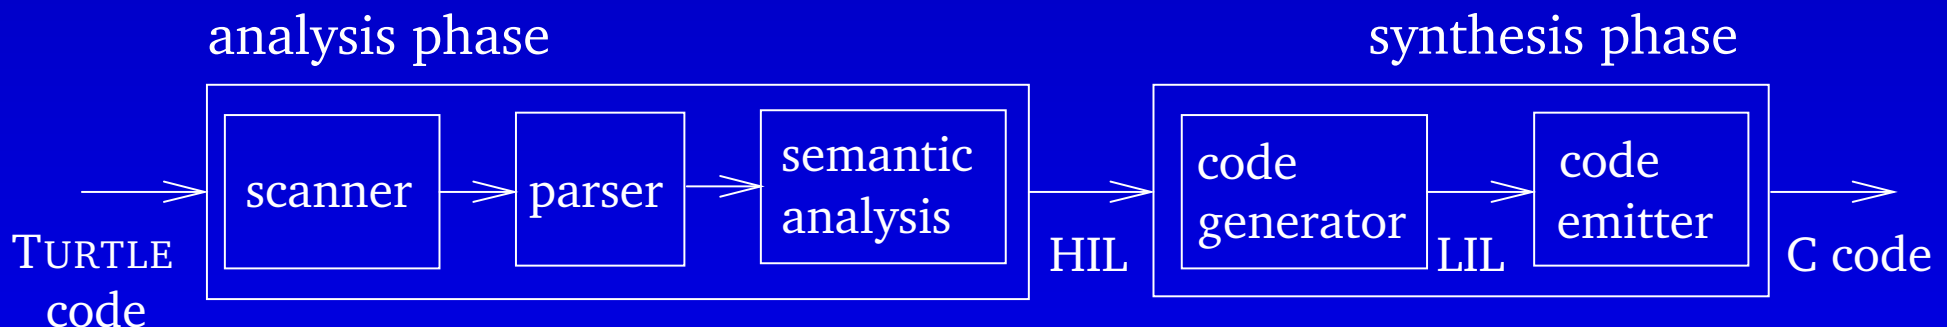 analysis phase
synthesis phase
scanner
parser
semantic
analysis
code
generator
code
emitter
TURTLE
code
HIL
LIL
C code